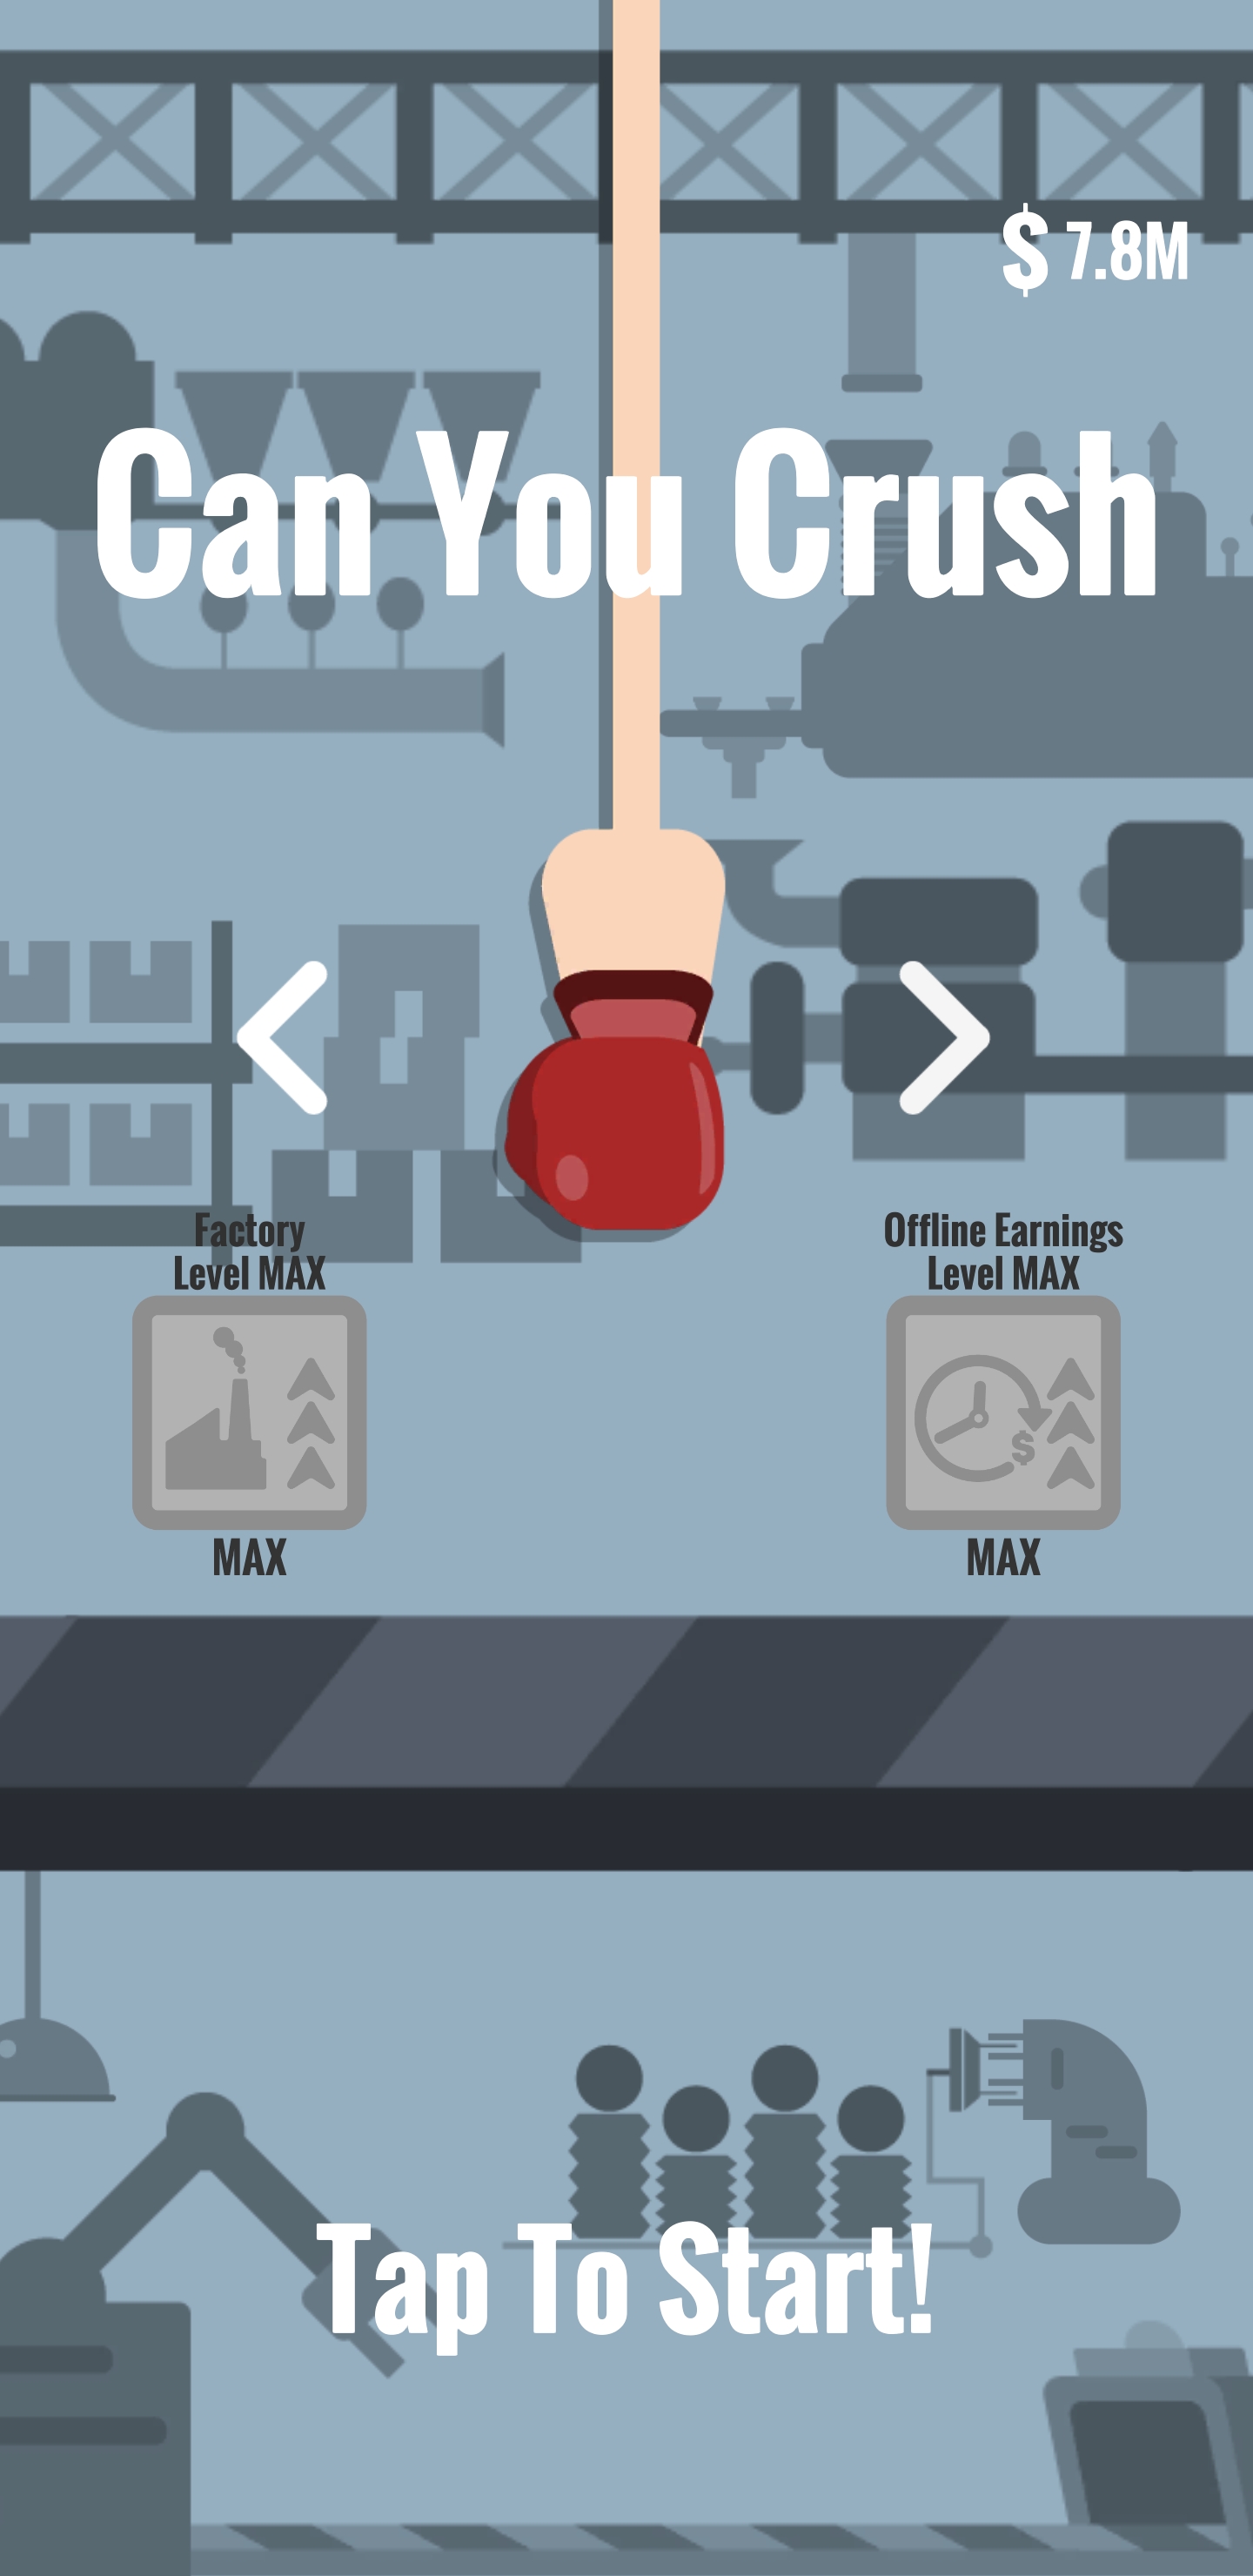 $ 7.8M
Can You Crush
Factory
Level MAX
Offline Earnings
Level MAX
$
MAX
MAX
Tap To Start!